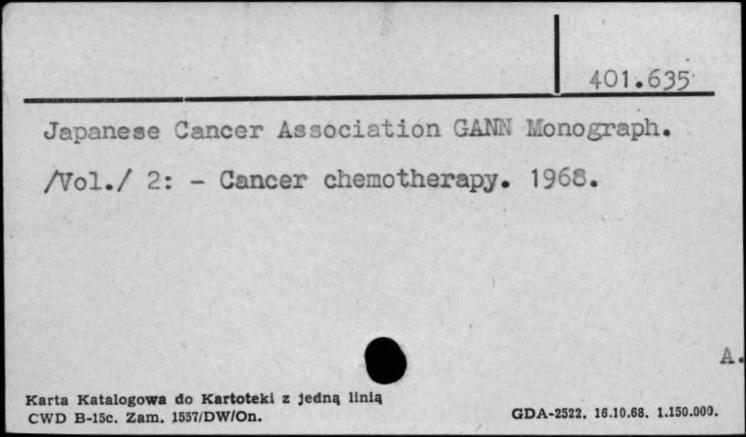 401.635
Japanese Cancer Association GANN Monograph.
/Vol./ 2: - Cancer chemotherapy. 1968.
A.
Karta Katalogowa do Kartoteki z jedną linią
CWD B-15c. Zam. 1557/DW/On.
GDA-2522. 16.10.68. 1.150.000.